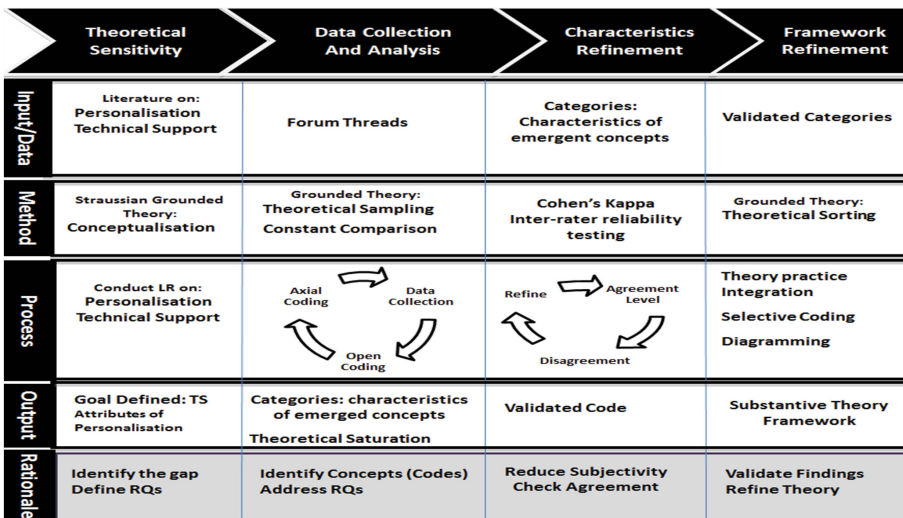 Theoretical
Sensitivity
Data Collection
And Analysis
Characteristics
Refinement
Framework
Refinement
Input/Data
Literature on:
Personalisation
Technical Support
Forum Threads
Categories:
Characteristics of
emergent concepts
Validated Categories
Method
Straussian Grounded
Theory:
Conceptualisation
Grounded Theory:
Theoretical Sampling
Constant Comparison
Cohen's Kappa
Inter-rater reliability
testing
Grounded Theory:
Theoretical Sorting
Process
Conduct LR on:
Personalisation
Technical Support
Axial
Coding
Data
Collection
Open
Coding
Refine
Agreement
Level
Disagreement
Theory practice
Integration
Selective Coding
Diagramming
Output
Goal Defined: TS
Attributes of
Personalisation
Categories: characteristics
of emerged concepts
Theoretical Saturation
Validated Code
Substantive Theory
Framework
Rationale
Identify the gap
Define RQs
Identify Concepts (Codes)
Address RQs
Reduce Subjectivity
Check Agreement
Validate Findings
Refine Theory